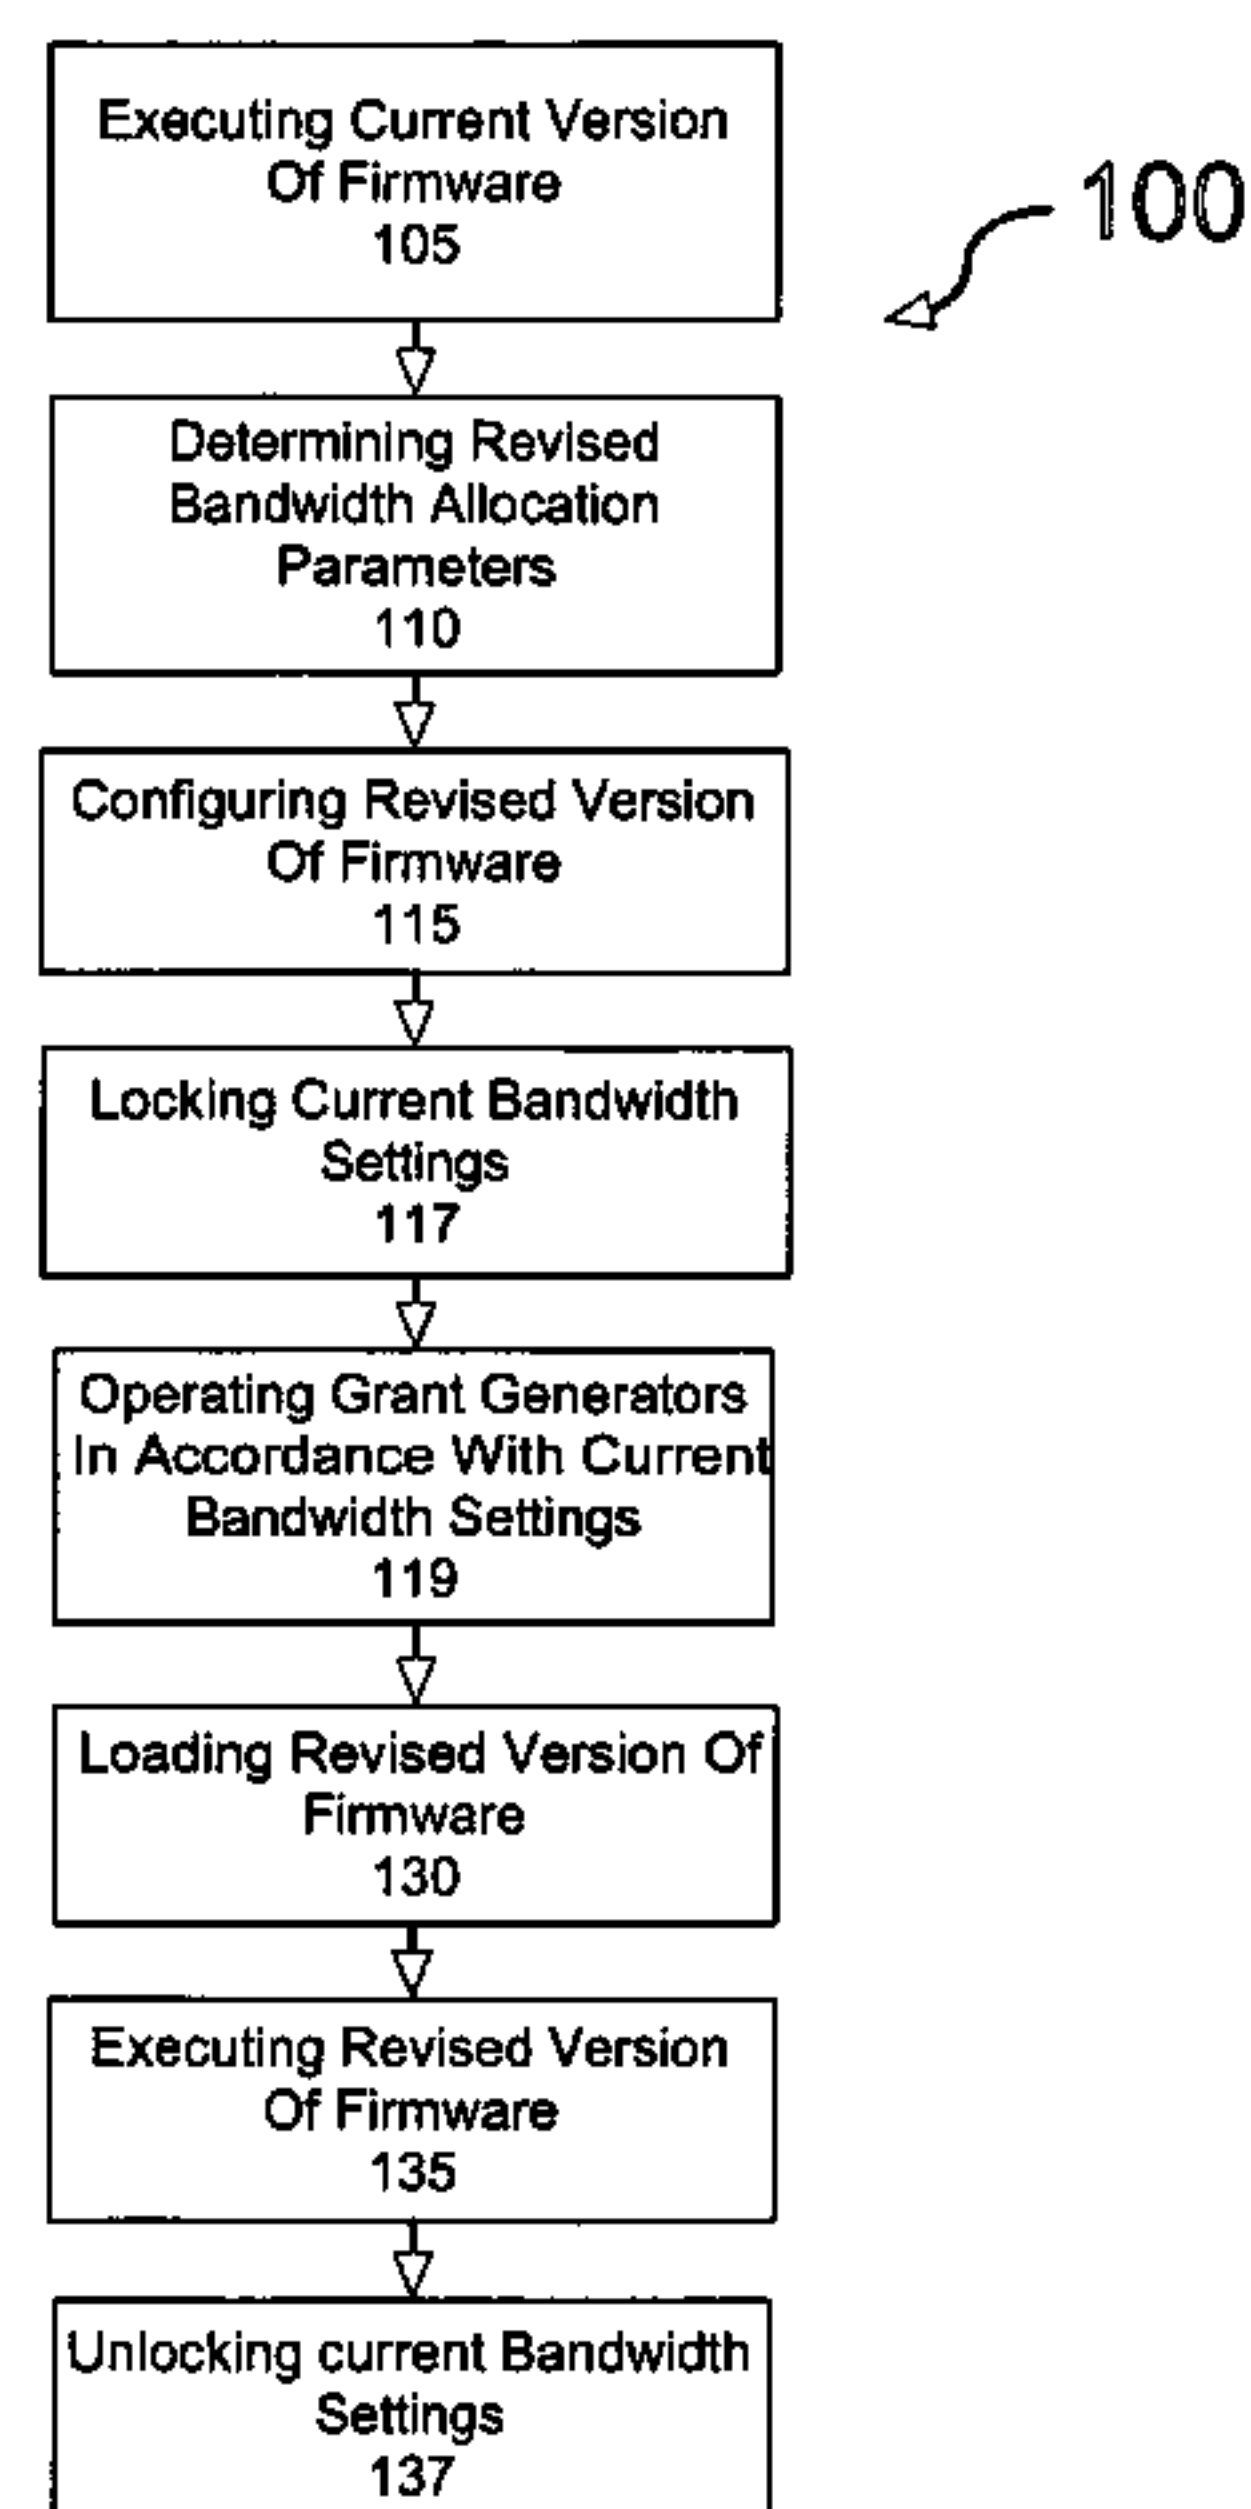 Executing Current Version
Of Firmware
105
100
Determining Revised
Bandwidth Allocation
Parameters
110
Configuring Revised Version
Of Firmware
115
Locking Current Bandwidth
Settings
117
Operating Grant Generators
In Accordance With Current
Bandwidth Settings
119
Loading Revised Version Of
Firmware
130
Executing Revised Version
Of Firmware
135
Unlocking current Bandwidth
Settings
137